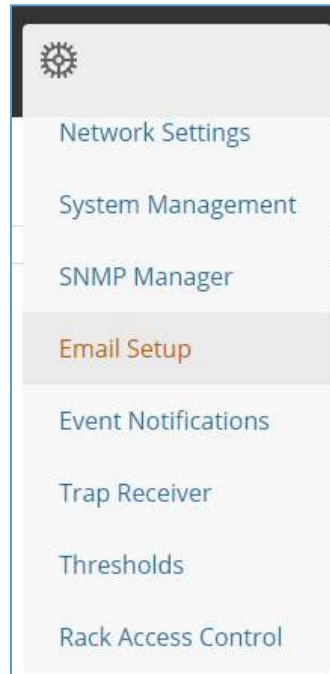 Network Settings
System Management
SNMP Manager
Email Setup
Event Notifications
Trap Receiver
Thresholds
Rack Access Control